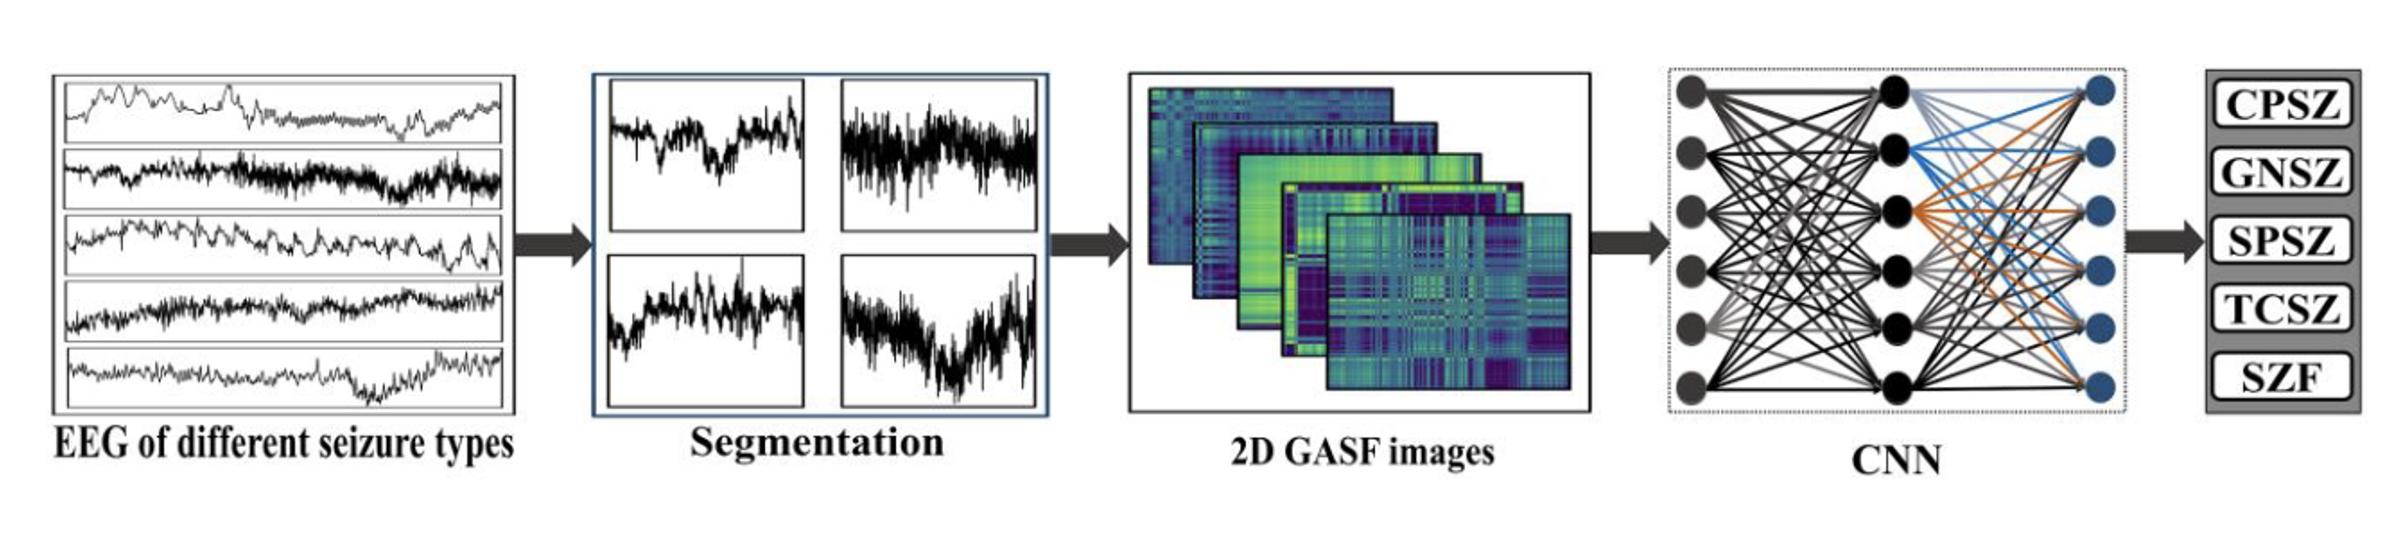 EEG of different seizure types
Segmentation
2D GASF images
CNN
CPSZ
GNSZ
SPSZ
TCSZ
SZF